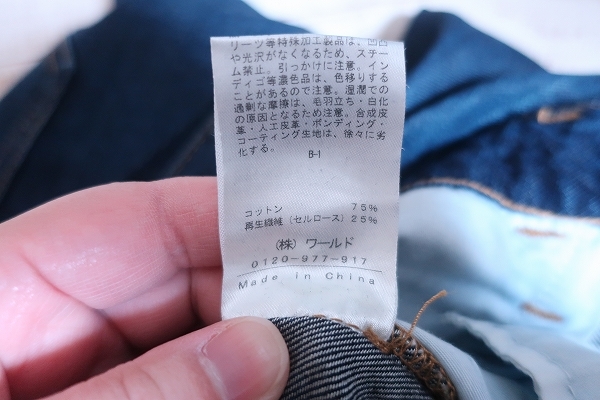 リーツ等特殊加工製品は、凹凸
や光沢がなくなるため、スチー
ム禁止。引っかけに注意。イン
ディゴ等濃色品は、色移りする
ことがあるので注意。湿潤での
過剰な摩擦は、毛羽立ち・白化
の原因となるため注意。合成皮
革・人工皮革・ボンディング・
コーティング生地は、徐々に劣
化する。
B-1
コットン 75%
再生繊維（セルロース）25%
（株）ワールド
0120-977-917
Made in China